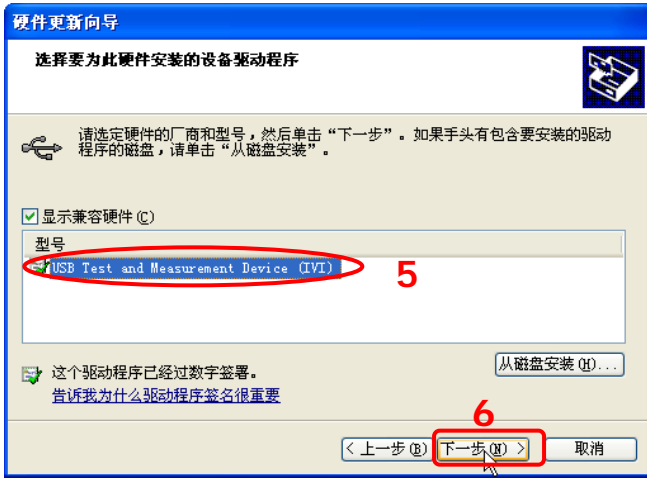 硬件更新向导
选择要为此硬件安装的设备驱动程序
请选定硬件的厂商和型号，然后单击“下一步”。如果手头有包含要安装的驱动
程序的磁盘，请单击“从磁盘安装”。
显示兼容硬件(C)
型号
USB Test and Measurement Device (IVI)
5
这个驱动程序已经过数字签署。
从磁盘安装(H)...
告诉我为什么驱动程序签名很重要
6
< 上一步(B)
下一步(N) >
取消